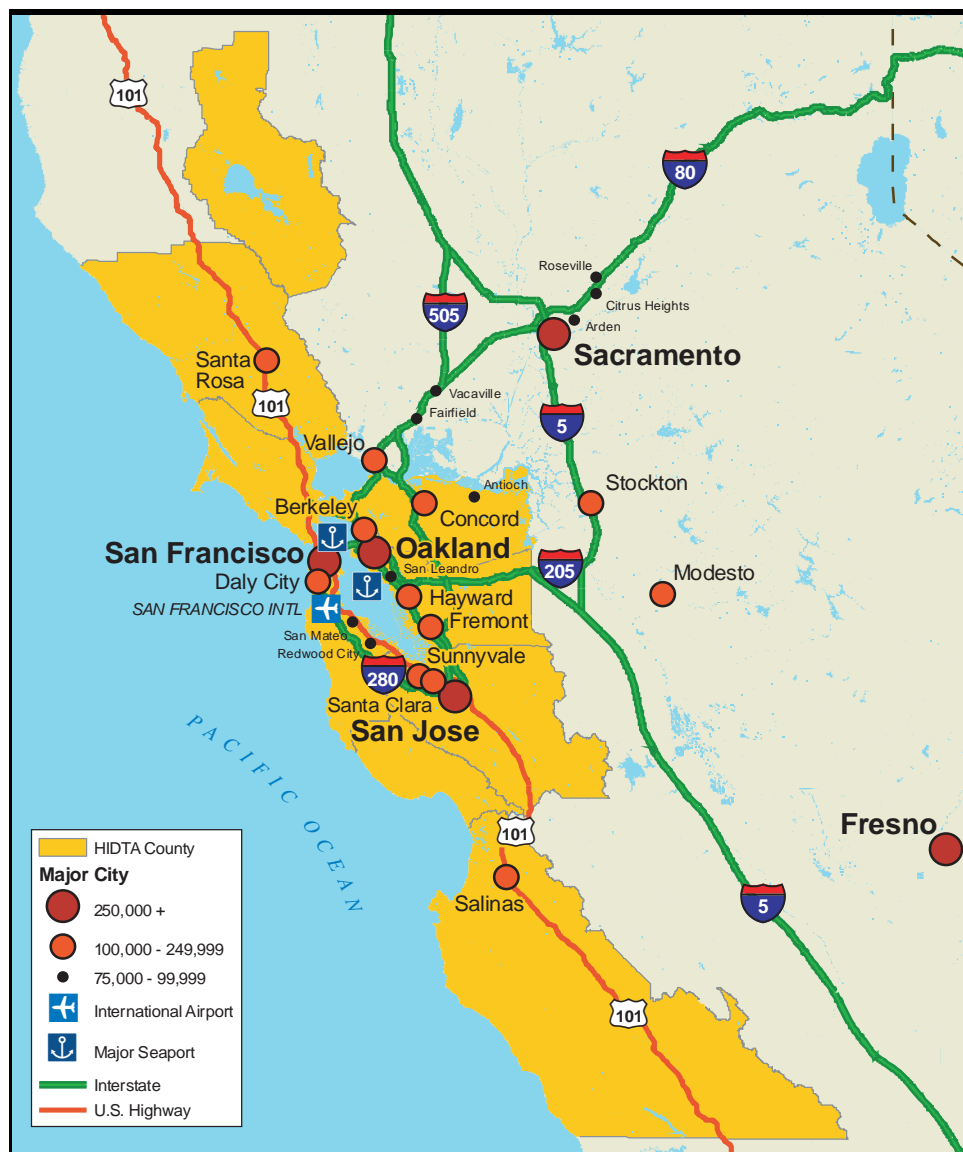 101
80
Roseville
Citrus Heights
505
Arden
Sacramento
Santa
Rosa
Vacaville
101
Fairfield
5
Vallejo
Antioch
Stockton
Berkeley
Concord
San Francisco
Oakland
San Leandro
205
Daly City
Modesto
SAN FRANCISCO INTL
Hayward
Fremont
San Mateo
Redwood City
Sunnyvale
280
Santa Clara
San Jose
PACIFIC OCEAN
101
Fresno
Salinas
5
101
HIDTA County
Major City
250,000 +
100,000 - 249,999
75,000 - 99,999
International Airport
Major Seaport
Interstate
U.S. Highway